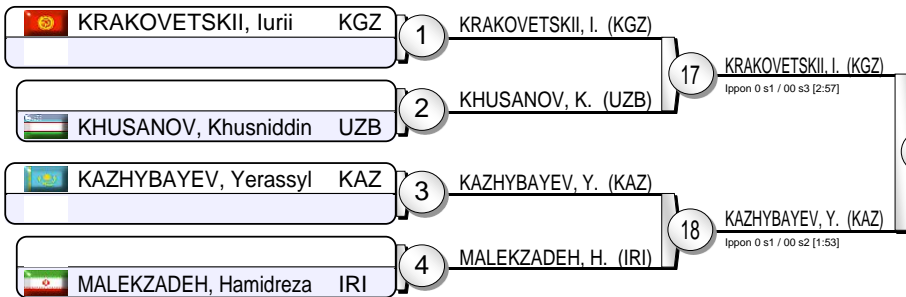 KRAKOVETSKII, Iurii KGZ
1
KRAKOVETSKII, I. (KGZ)
17
KRAKOVETSKII, I. (KGZ)
Ippon 0 s1 / 00 s3 [2:57]
2
KHUSANOV, K. (UZB)
KHUSANOV, Khusniddin UZB
KAZHYBAYEV, Yerassyl KAZ
3
KAZHYBAYEV, Y. (KAZ)
18
KAZHYBAYEV, Y. (KAZ)
Ippon 0 s1 / 00 s2 [1:53]
4
MALEKZADEH, H. (IRI)
MALEKZADEH, Hamidreza IRI